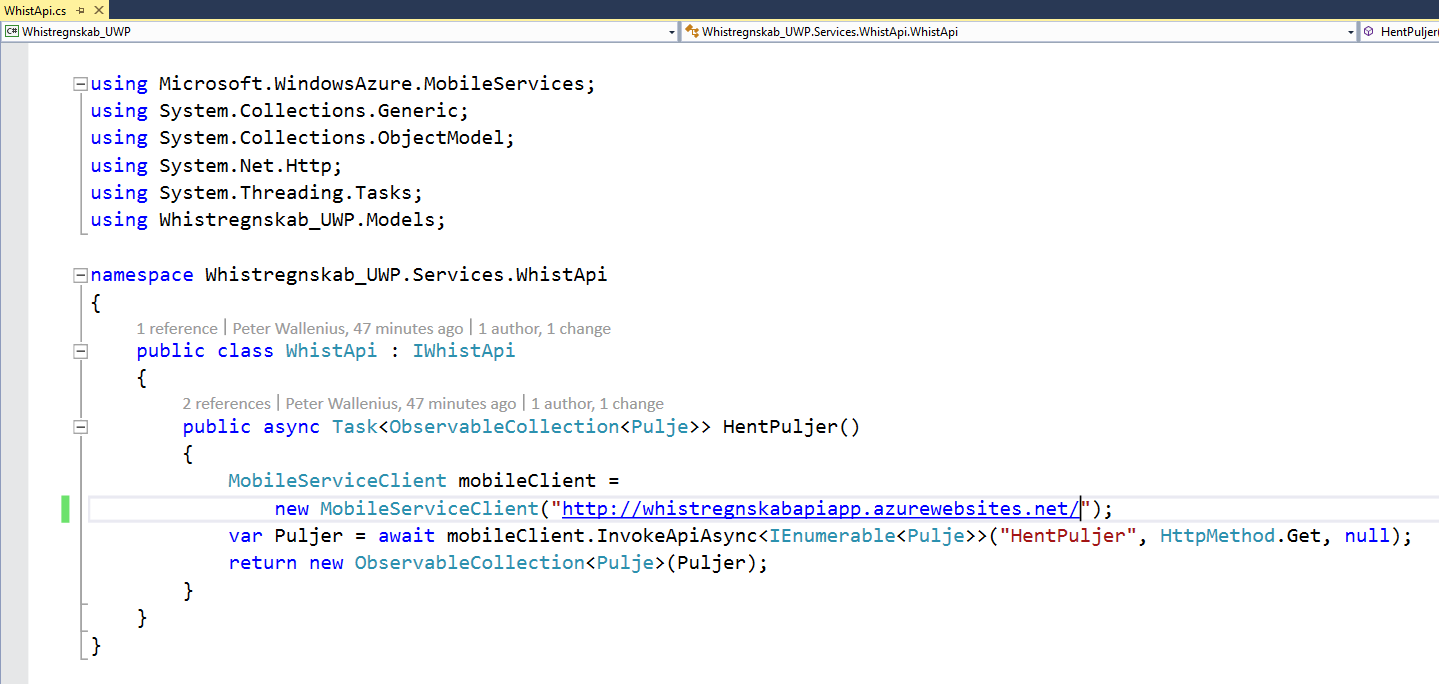 WhistApi.cs
C# Whistregnskab_UWP
Whistregnskab_UWP.Services.WhistApi.WhistApi
HentPuljer(
using Microsoft.WindowsAzure.MobileServices;
using System.Collections.Generic;
using System.Collections.ObjectModel;
using System.Net.Http;
using System.Threading.Tasks;
using Whistregnskab_UWP.Models;
namespace Whistregnskab_UWP.Services.WhistApi
{
1 reference | Peter Wallenius, 47 minutes ago | 1 author, 1 change
public class WhistApi : IWhistApi
{
2 references | Peter Wallenius, 47 minutes ago | 1 author, 1 change
public async Task<ObservableCollection<Pulje>> HentPuljer()
{
MobileServiceClient mobileClient =
new MobileServiceClient("http://whistregnskabapiapp.azurewebsites.net/");
var Puljer = await mobileClient.InvokeApiAsync<IEnumerable<Pulje>>("HentPuljer", HttpMethod.Get, null);
return new ObservableCollection<Pulje>(Puljer);
}
}
}